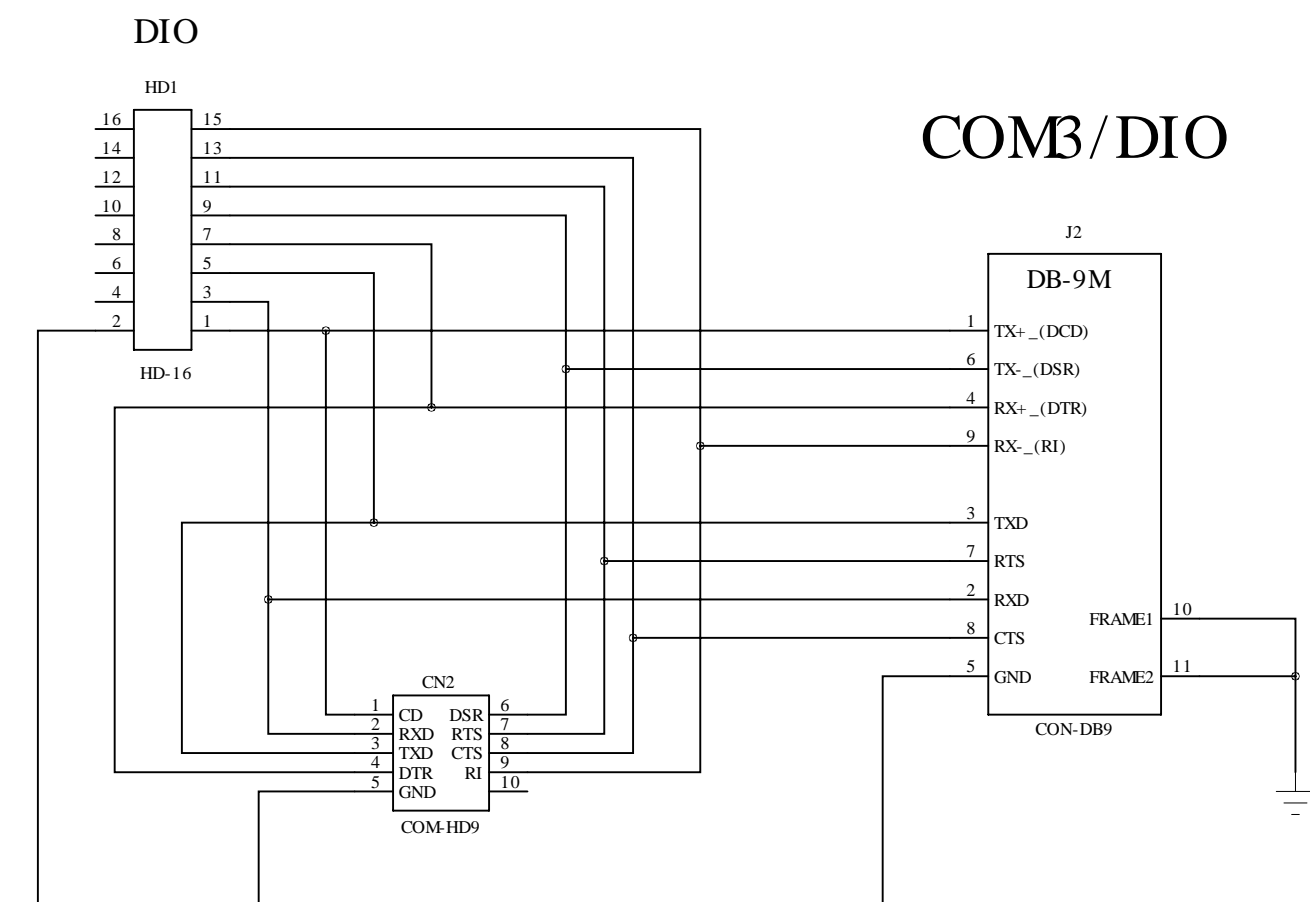 DIO
HD1
COM3/DIO
16 15
14 13
12 11
10 9
8 7
6 5
4 3
2 1
HD-16
J2
DB-9M
1 TX+_(DCD)
6 TX-_(DSR)
4 RX+_(DTR)
9 RX-_(RI)
3 TXD
7 RTS
2 RXD
8 CTS
5 GND
FRAME1 10
FRAME2 11
CON-DB9
CN2
1 CD DSR 6
2 RXD RTS 7
3 TXD CTS 8
4 DTR RI 9
5 GND 10
COM-HD9